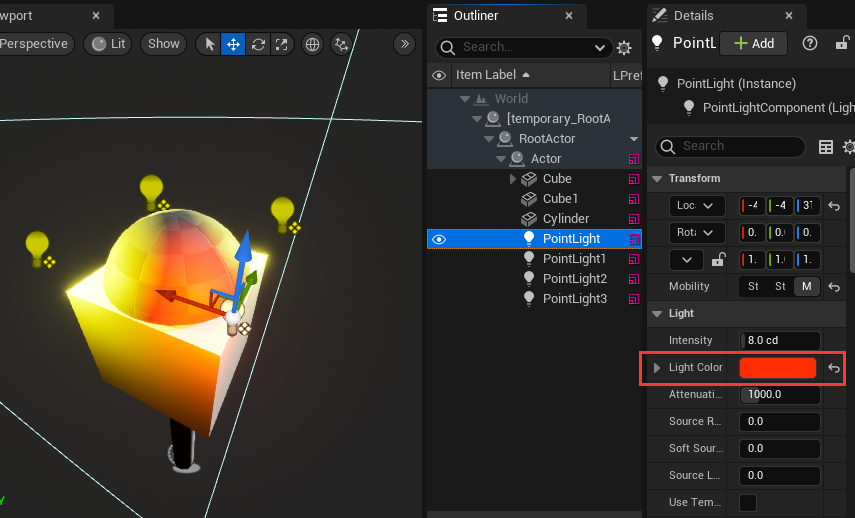 wport
Perspective
Lit
Show
Outliner
Search...
Item Label
LPref
World
[temporary_RootA
RootActor
Actor
Cube
Cube1
Cylinder
PointLight
PointLight1
PointLight2
PointLight3
Details
PointL
+ Add
PointLight (Instance)
PointLightComponent (Ligh
Search
Transform
Loc
-4
-4
31
Rota
0.
0.
0.
1.
1.
1.
Mobility
St
St
M
Light
Intensity
8.0 cd
Light Color
Attenuati...
1000.0
Source R...
0.0
Soft Sour...
0.0
Source L...
0.0
Use Tem...
Y